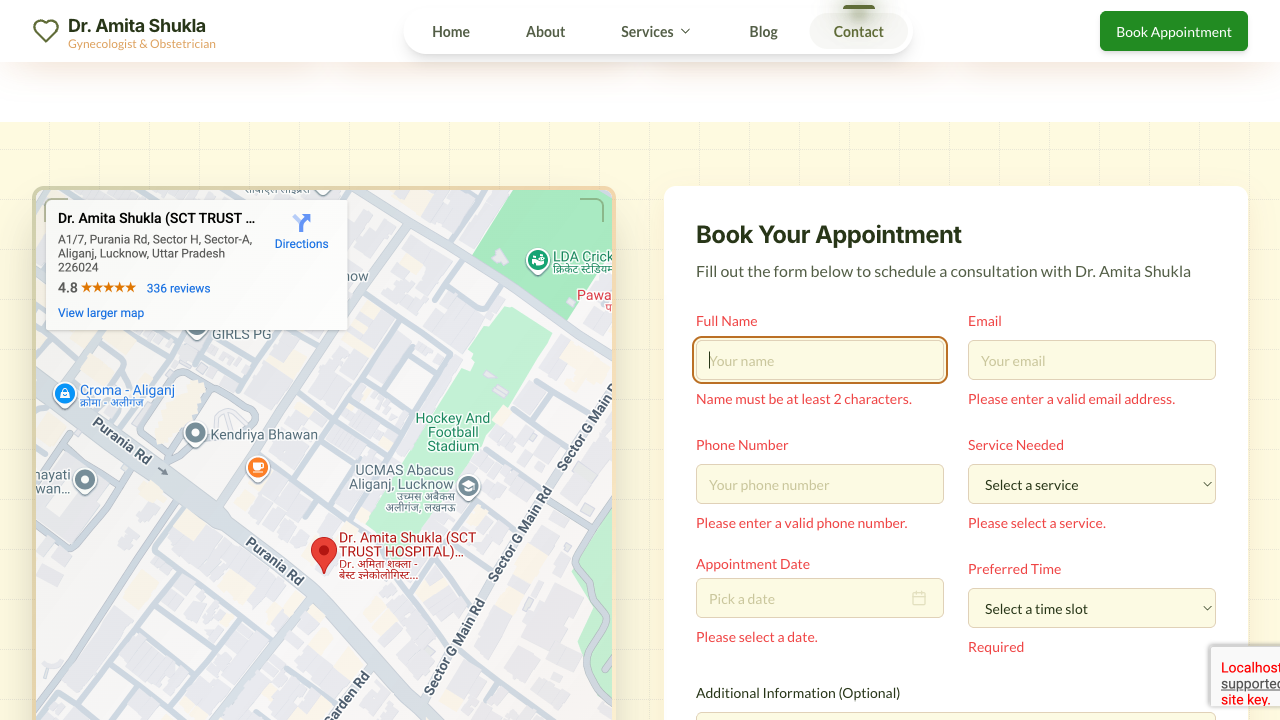 Dr. Amita Shukla
Gynecologist & Obstetrician
Home
About
Services
Blog
Contact
Book Appointment
Dr. Amita Shukla (SCT TRUST ...
A1/7, Purania Rd, Sector H, Sector-A,
Aliganj, Lucknow, Uttar Pradesh
226024
4.8 ★★★★★ 336 reviews
View larger map
Directions
LDA Crick
क्रिकेट स्टेडियम
Pawa
GIRLS PG
Croma - Aliganj
क्रोमा - अलीगंज
Purania Rd
Kendriya Bhawan
Hockey And
Football
Stadium
UCMAS Abacus
Aliganj, Lucknow
उच्मस अबैकस
अलीगंज, लखनऊ
Sector G Main Rd
Dr. Amita Shukla (SCT
TRUST HOSPITAL)...
Dr. अमिता शुक्ला -
बेस्ट ग्नेकोलोगिस्ट...
Purania Rd
Sector G Main Rd
Sector G Main Rd
Garden Rd
Book Your Appointment
Fill out the form below to schedule a consultation with Dr. Amita Shukla
Full Name
Your name
Name must be at least 2 characters.
Email
Your email
Please enter a valid email address.
Phone Number
Your phone number
Please enter a valid phone number.
Service Needed
Select a service
Please select a service.
Appointment Date
Pick a date
Please select a date.
Preferred Time
Select a time slot
Required
Additional Information (Optional)
Localhost
supported
site key.